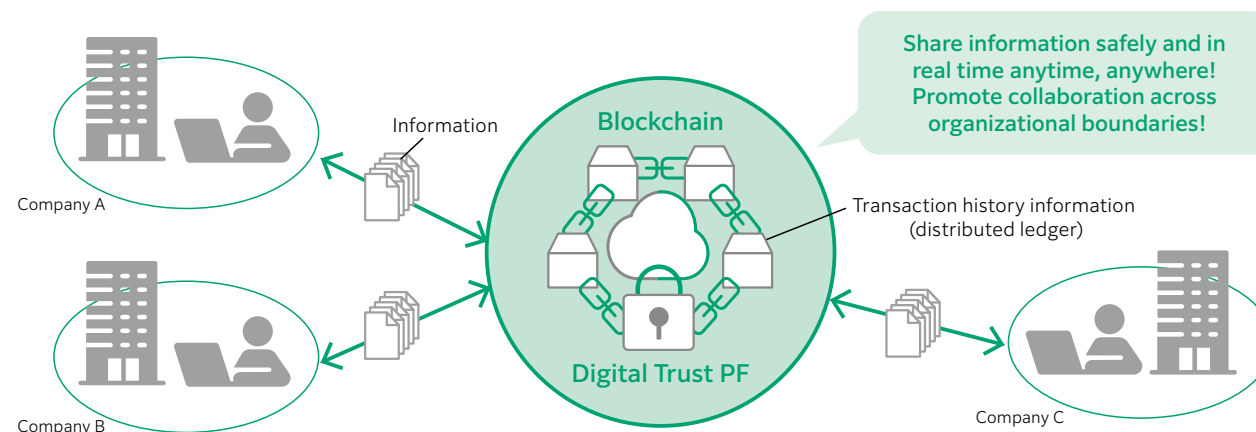 Share information safely and in
real time anytime, anywhere!
Promote collaboration across
organizational boundaries!
Blockchain
Information
Company A
Transaction history information
(distributed ledger)
Digital Trust PF
Company C
Company B